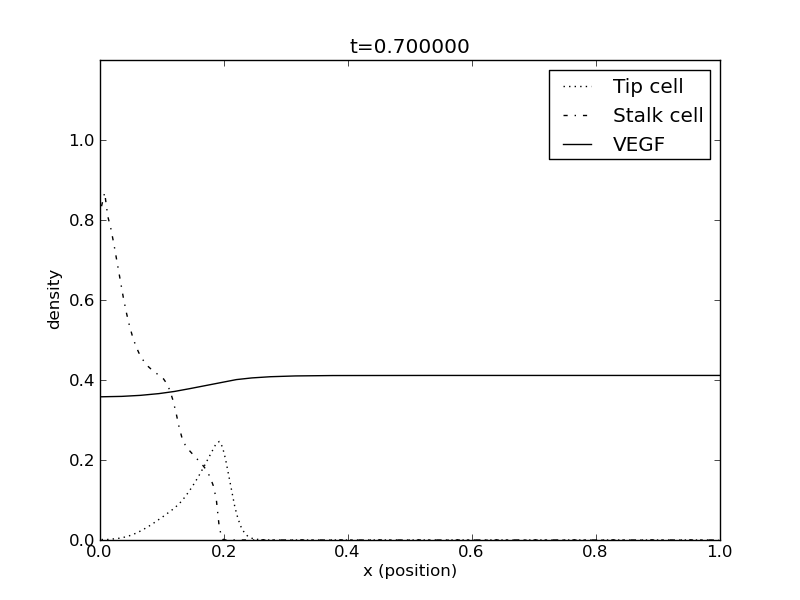 t=0.700000
Tip cell
Stalk cell
VEGF
density
1.0
0.8
0.6
0.4
0.2
0.0
0.0 0.2 0.4 0.6 0.8 1.0
x (position)